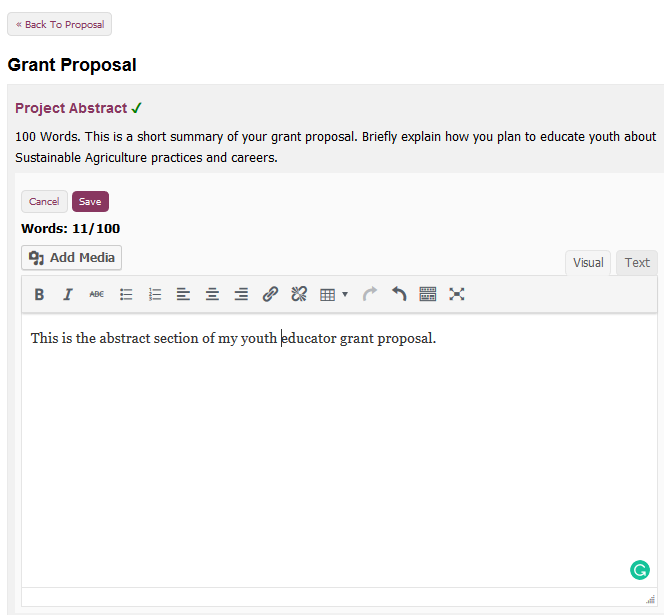 « Back To Proposal
Grant Proposal
Project Abstract ✓
100 Words. This is a short summary of your grant proposal. Briefly explain how you plan to educate youth about
Sustainable Agriculture practices and careers.
Cancel Save
Words: 11/100
Add Media
Visual Text
B I ABC
This is the abstract section of my youth educator grant proposal.